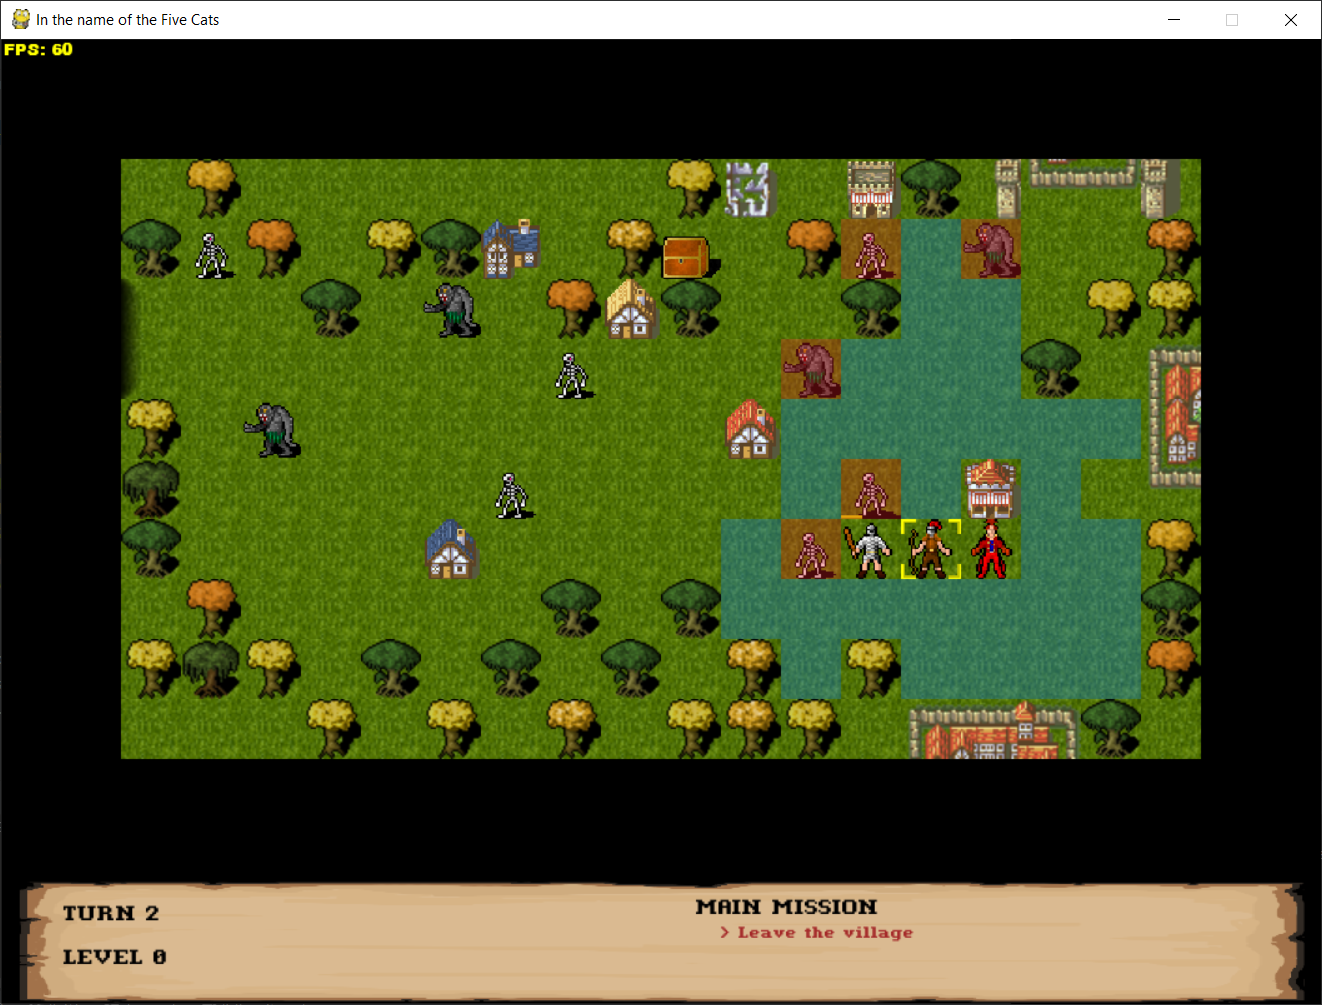 In the name of the Five Cats
FPS: 60
TURN 2
LEVEL 0
MAIN MISSION
> Leave the village